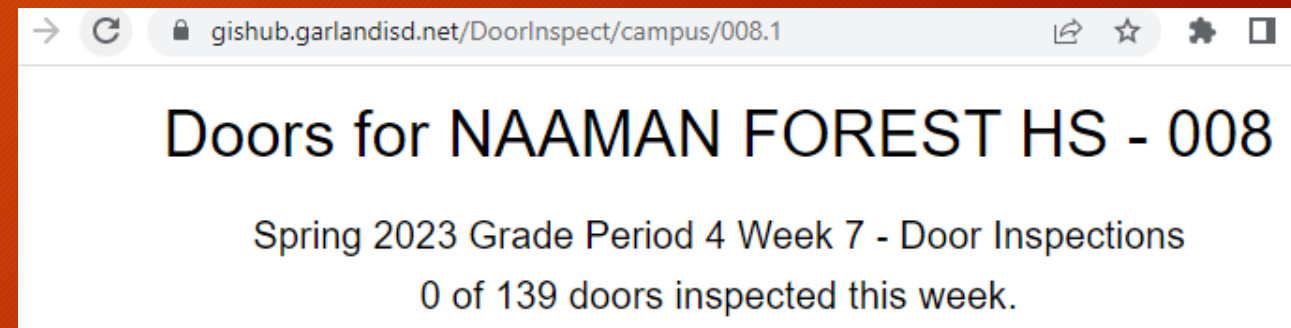 gishub.garlandisd.net/DoorInspect/campus/008.1
Doors for NAAMAN FOREST HS - 008
Spring 2023 Grade Period 4 Week 7 - Door Inspections
0 of 139 doors inspected this week.